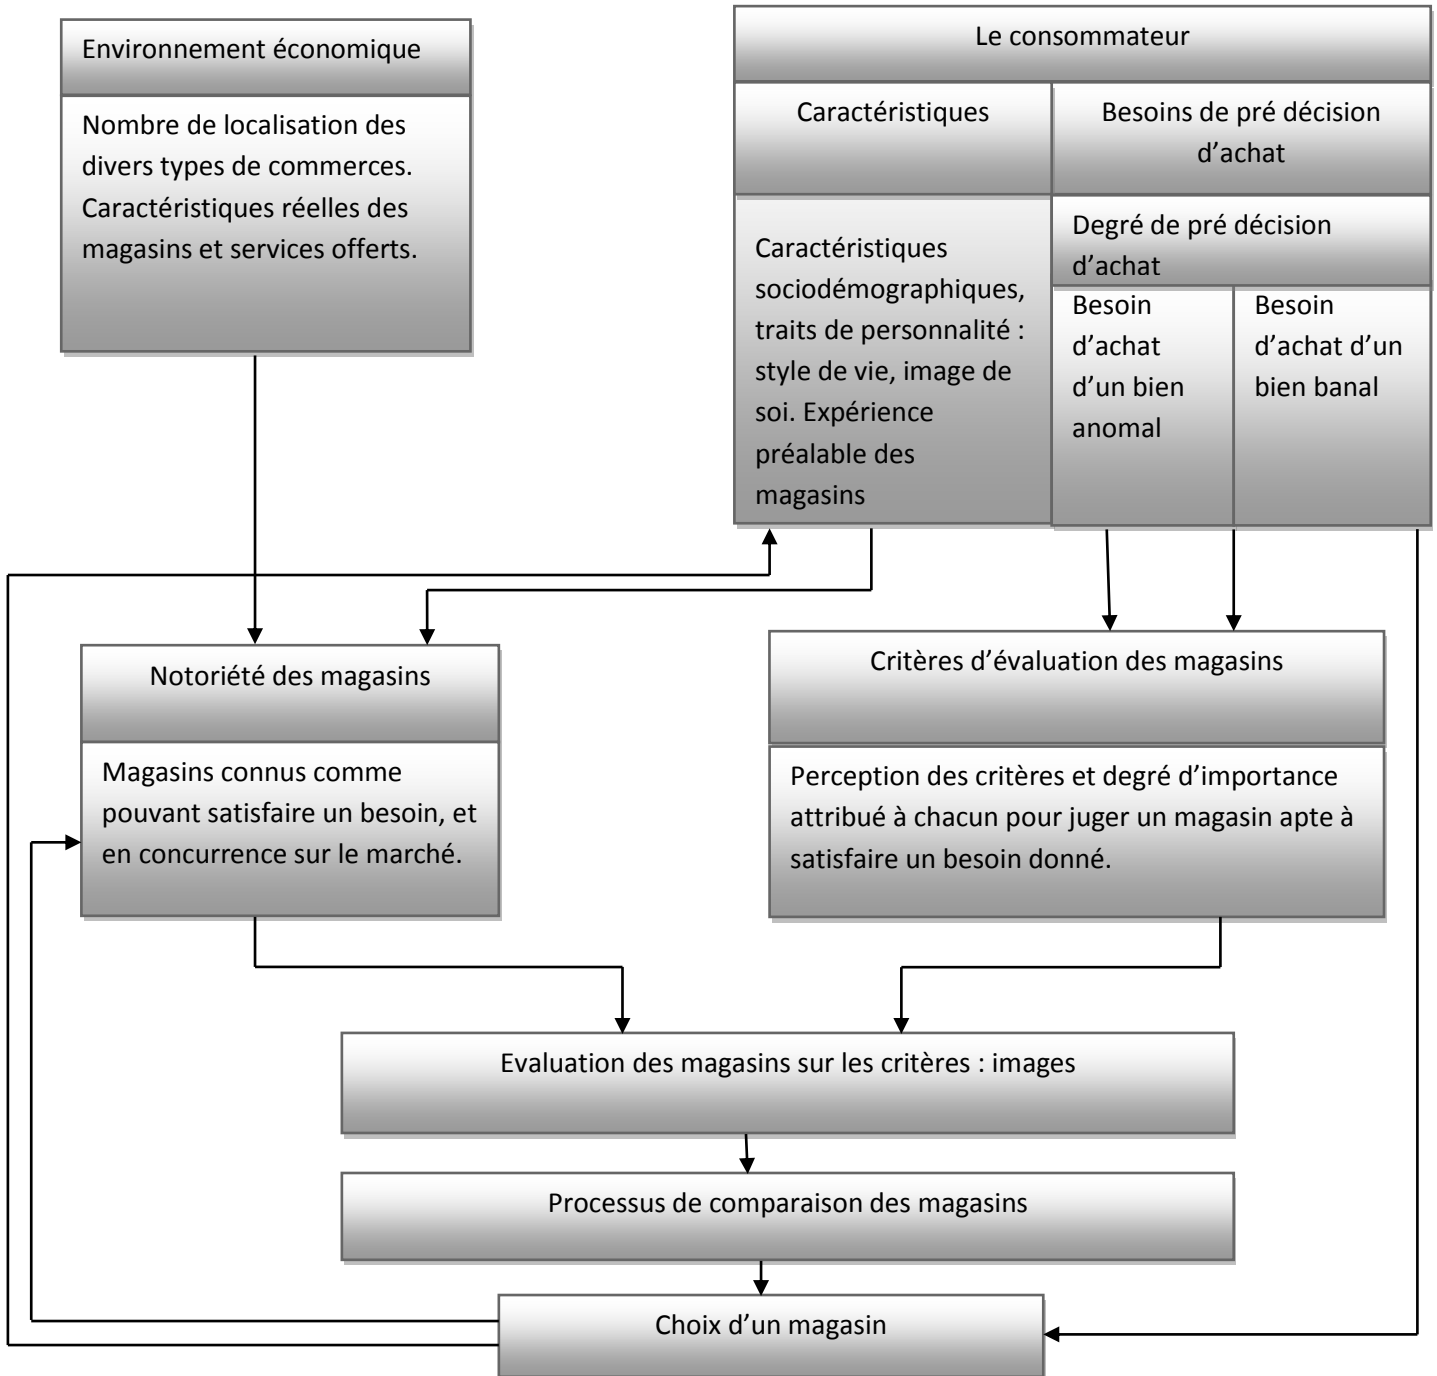 Environnement économique
Nombre de localisation des
divers types de commerces.
Caractéristiques réelles des
magasins et services offerts.
Le consommateur
Caractéristiques
Besoins de pré décision
d’achat
Caractéristiques
sociodémographiques,
traits de personnalité :
style de vie, image de
soi. Expérience
préalable des
magasins
Degré de pré décision
d’achat
Besoin
d’achat
d’un bien
anomal
Besoin
d’achat d’un
bien banal
Notoriété des magasins
Magasins connus comme
pouvant satisfaire un besoin, et
en concurrence sur le marché.
Critères d’évaluation des magasins
Perception des critères et degré d’importance
attribué à chacun pour juger un magasin apte à
satisfaire un besoin donné.
Evaluation des magasins sur les critères : images
Processus de comparaison des magasins
Choix d’un magasin